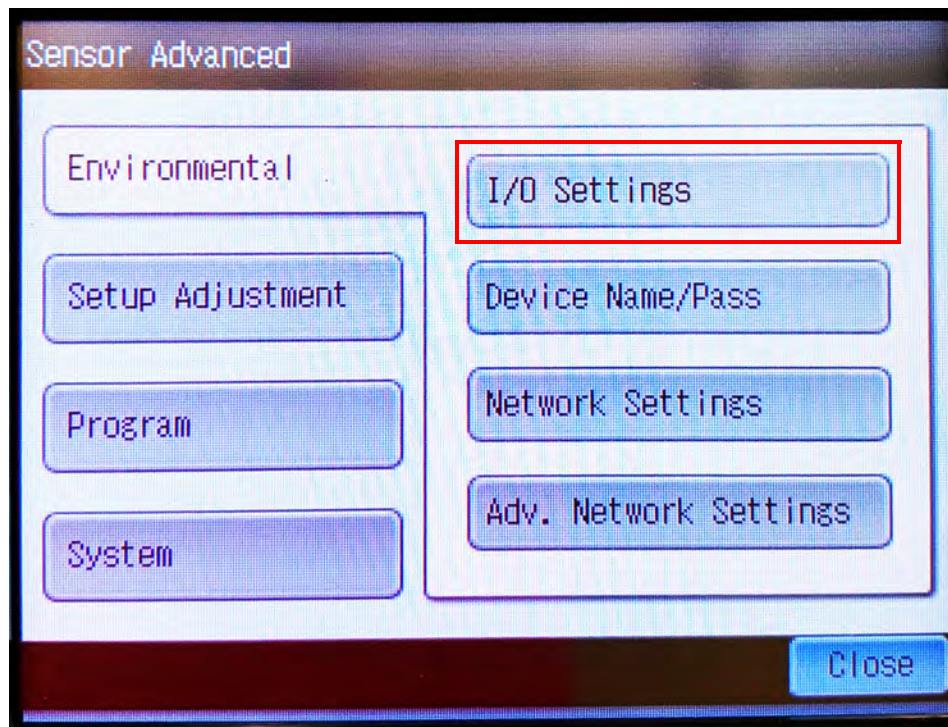 Sensor Advanced
Environmental
Setup Adjustment
Program
System
I/O Settings
Device Name/Pass
Network Settings
Adv. Network Settings
Close